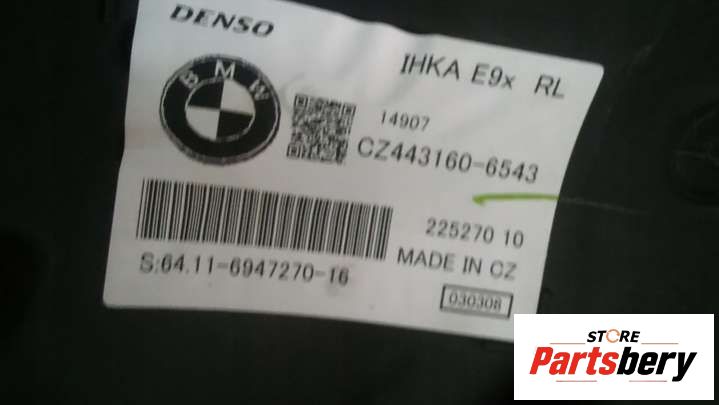 DENSO
IHKA E9x RL
BMW
14907
CZ443160-6543
225270 10
MADE IN CZ
S:64.11-6947270-16
030308
STORE
Partsbery